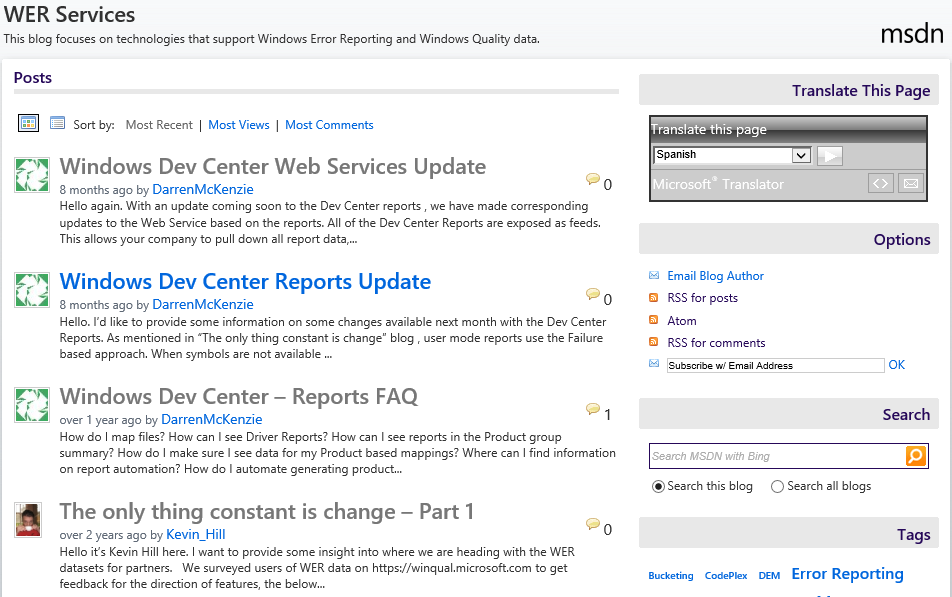 WER Services
This blog focuses on technologies that support Windows Error Reporting and Windows Quality data.
msdn
Posts
Sort by: Most Recent | Most Views | Most Comments
Windows Dev Center Web Services Update
8 months ago by DarrenMcKenzie
0
Hello again. With an update coming soon to the Dev Center reports , we have made corresponding
updates to the Web Service based on the reports. All of the Dev Center Reports are exposed as feeds.
This allows your company to pull down all report data,...
Windows Dev Center Reports Update
8 months ago by DarrenMcKenzie
0
Hello. I'd like to provide some information on some changes available next month with the Dev Center
Reports. As mentioned in “The only thing constant is change” blog , user mode reports use the Failure
based approach. When symbols are not available ...
Windows Dev Center – Reports FAQ
over 1 year ago by DarrenMcKenzie
1
How do I map files? How can I see Driver Reports? How can I see reports in the Product group
summary? How do I make sure I see data for my Product based mappings? Where can I find information
on report automation? How do I automate generating product...
The only thing constant is change – Part 1
over 2 years ago by Kevin_Hill
0
Hello it's Kevin Hill here. I want to provide some insight into where we are heading with the WER
datasets for partners. We surveyed users of WER data on https://winqual.microsoft.com to get
feedback for the direction of features, the below...
Translate This Page
Translate this page
Spanish
Microsoft® Translator
Options
Email Blog Author
RSS for posts
Atom
RSS for comments
Subscribe w/ Email Address OK
Search
Search MSDN with Bing
Search this blog Search all blogs
Tags
Bucketing CodePlex DEM Error Reporting